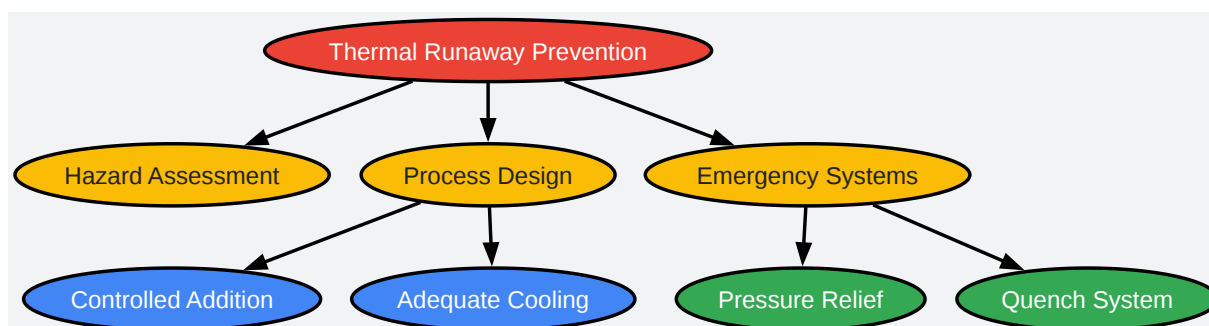 Thermal Runaway Prevention
Hazard Assessment
Process Design
Emergency Systems
Controlled Addition
Adequate Cooling
Pressure Relief
Quench System